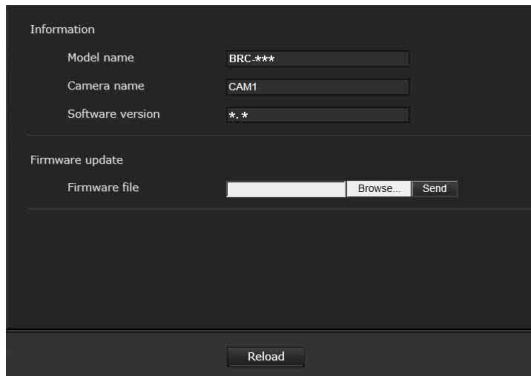 Information
Model name BRC-***
Camera name CAM1
Software version *.*
Firmware update
Firmware file Browse... Send
Reload